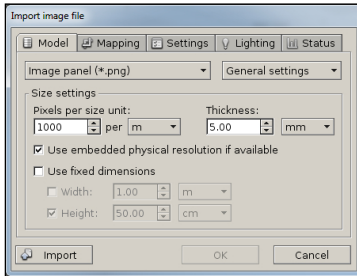 Import image file
Model Mapping Settings Lighting Status
Image panel (*.png) General settings
Size settings
Pixels per size unit: Thickness:
1000 per m 5.00 mm
Use embedded physical resolution if available
Use fixed dimensions
Width: 1.00 m
Height: 50.00 cm
Import OK Cancel